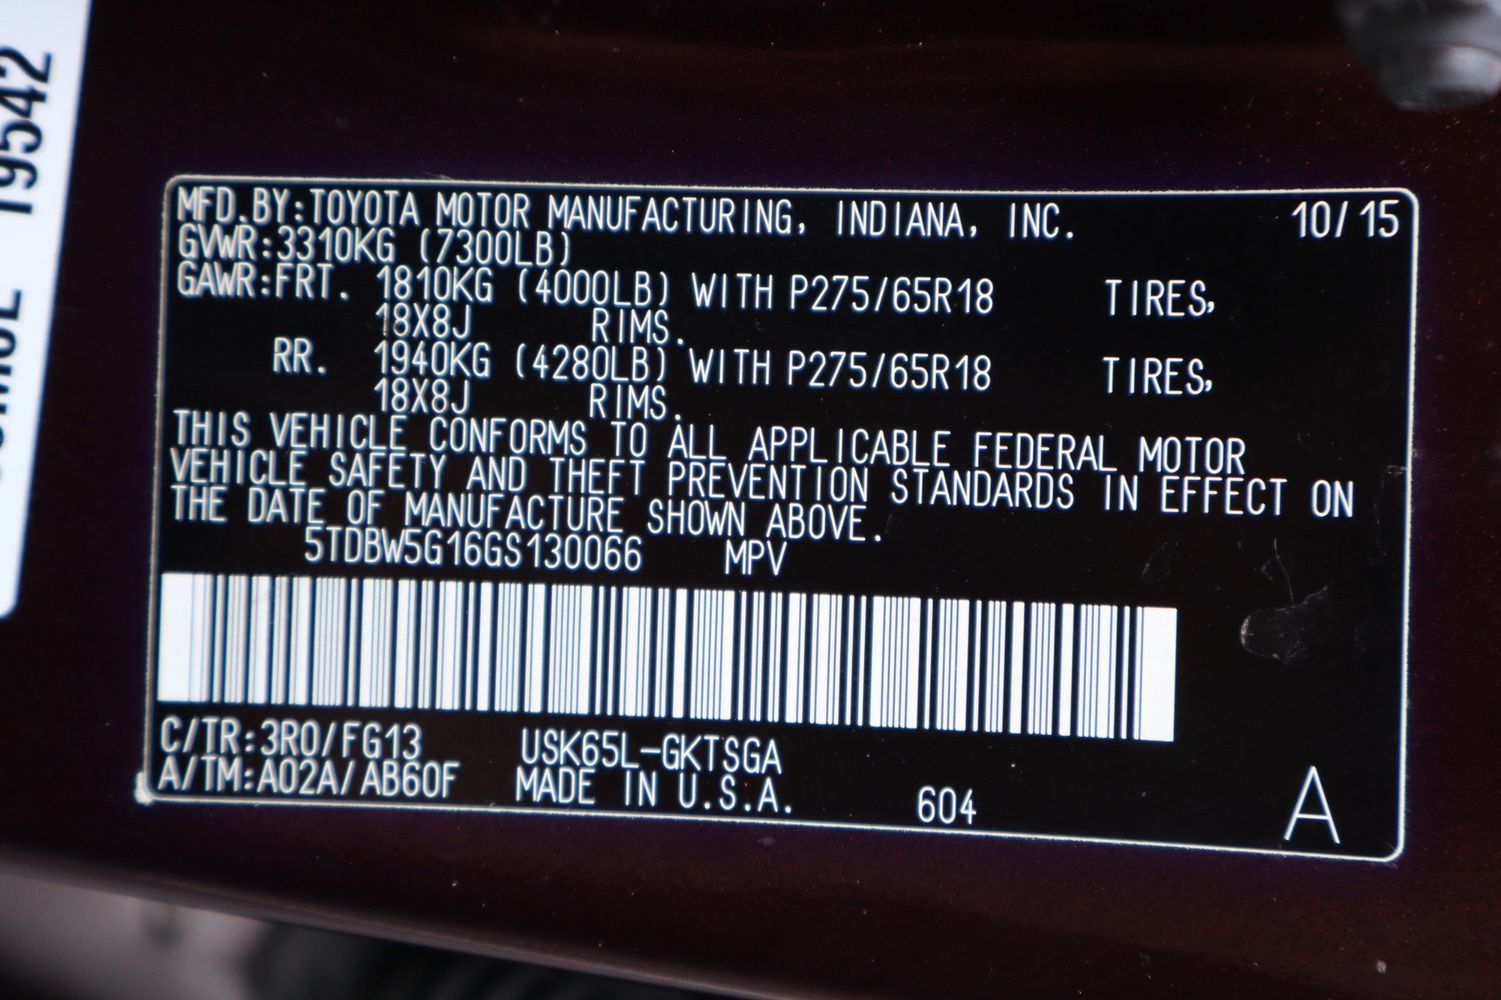 MFD.BY:TOYOTA MOTOR MANUFACTURING, INDIANA, INC. 10/15
GVWR:3310KG (7300LB)
GAWR:FRT. 1810KG (4000LB) WITH P275/65R18 TIRES,
18X8J RIMS.
RR. 1940KG (4280LB) WITH P275/65R18 TIRES,
18X8J RIMS.
THIS VEHICLE CONFORMS TO ALL APPLICABLE FEDERAL MOTOR
VEHICLE SAFETY AND THEFT PREVENTION STANDARDS IN EFFECT ON
THE DATE OF MANUFACTURE SHOWN ABOVE.
5TDBW5G16GS130066 MPV
C/TR:3R0/FG13 USK65L-GKTSGA
A/TM:A02A/AB60F MADE IN U.S.A. 604 A
19542